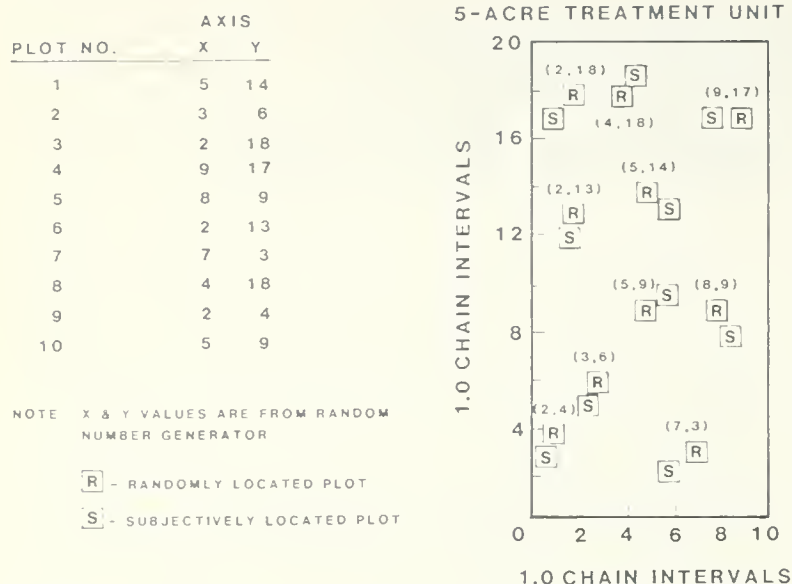 AXIS
PLOT NO. X Y
1 5 14
2 3 6
3 2 18
4 9 17
5 8 9
6 2 13
7 7 3
8 4 18
9 2 4
10 5 9
NOTE X & Y VALUES ARE FROM RANDOM
NUMBER GENERATOR
R - RANDOMLY LOCATED PLOT
S - SUBJECTIVELY LOCATED PLOT
5-ACRE TREATMENT UNIT
1.0 CHAIN INTERVALS
20
16
12
8
4
(2,18) S
R R (9,17)
S (4,18) S R
(5,14)
(2,13) R
R S
S
(5,9) S (8,9)
R R
S
(3,6)
R
(2,4) S
R (7,3)
S R
S
0 2 4 6 8 10
1.0 CHAIN INTERVALS